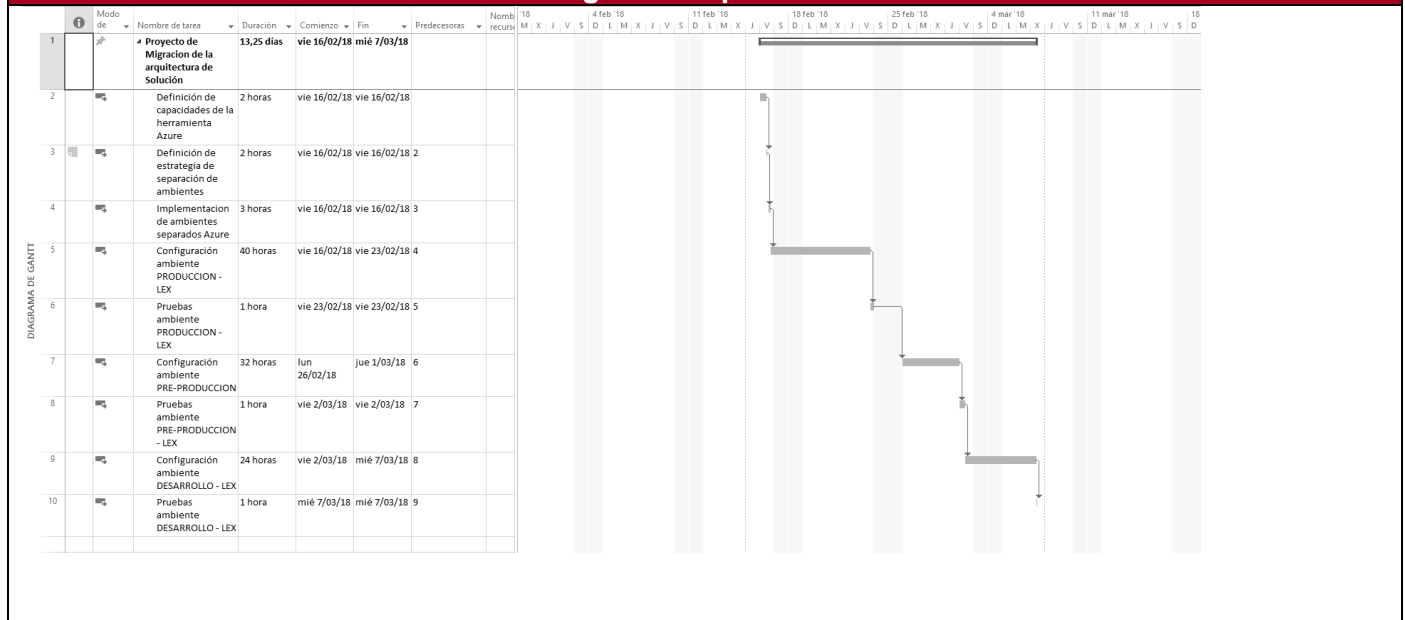 Modo de
Nombre de tarea
Duración
Comienzo
Fin
Predecesoras
Nomb
recurs
'18
4 feb '18
11 feb '18
18 feb '18
25 feb '18
4 mar '18
11 mar '18
18
M X J V S D L M X J V S D L M X J V S D L M X J V S D L M X J V S D L M X J V S D L M X J V S D
DIAGRAMA DE GANTT
1 Proyecto de 13,25 días vie 16/02/18 mié 7/03/18
Migracion de la
arquitectura de
Solución
2 Definición de 2 horas vie 16/02/18 vie 16/02/18
capacidades de la
herramienta
Azure
3 Definición de 2 horas vie 16/02/18 vie 16/02/18 2
estrategia de
separación de
ambientes
4 Implementacion 3 horas vie 16/02/18 vie 16/02/18 3
de ambientes
separados Azure
5 Configuración 40 horas vie 16/02/18 vie 23/02/18 4
ambiente
PRODUCCION -
LEX
6 Pruebas 1 hora vie 23/02/18 vie 23/02/18 5
ambiente
PRODUCCION -
LEX
7 Configuración 32 horas lun jue 1/03/18 6
ambiente 26/02/18
PRE-PRODUCCION
8 Pruebas 1 hora vie 2/03/18 vie 2/03/18 7
ambiente
PRE-PRODUCCION
- LEX
9 Configuración 24 horas vie 2/03/18 mié 7/03/18 8
ambiente
DESARROLLO - LEX
10 Pruebas 1 hora mié 7/03/18 mié 7/03/18 9
ambiente
DESARROLLO - LEX